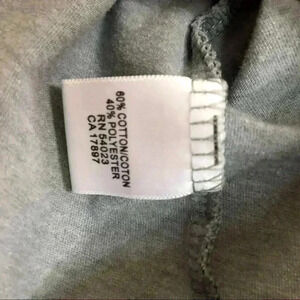 60% COTTON/COTON
40% POLYESTER
RN 54023
CA 17897